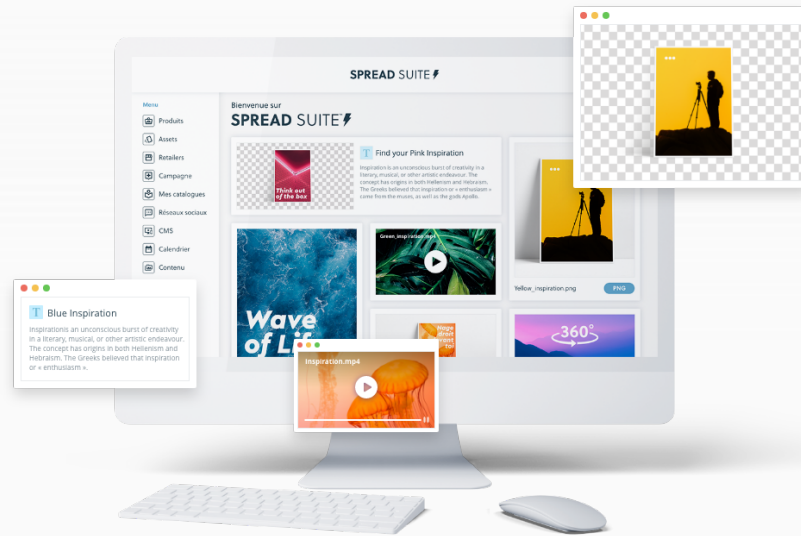 SPREAD SUITE
Menu
Produits
Assets
Retailers
Campagne
Mes catalogues
Réseaux sociaux
CMS
Calendrier
Contenu
Bienvenue sur
SPREAD SUITE
Think out
of the box
T Find your Pink Inspiration
Inspiration is an unconscious burst of creativity in a
literary, musical, or other artistic endeavour. The
concept has origins in both Hellenism and Hebraism.
The Greeks believed that inspiration or « enthusiasm »
came from the muses, as well as the gods Apollo.
Wave
of Lif
Green_inspiration.mp4
Yellow_inspiration.png
PNG
360°
T Blue Inspiration
Inspirationis an unconscious burst of creativity
in a literary, musical, or other artistic endeavour.
The concept has origins in both Hellenism and
Hebraism. The Greeks believed that inspiration
or « enthusiasm ».
Inspiration.mp4